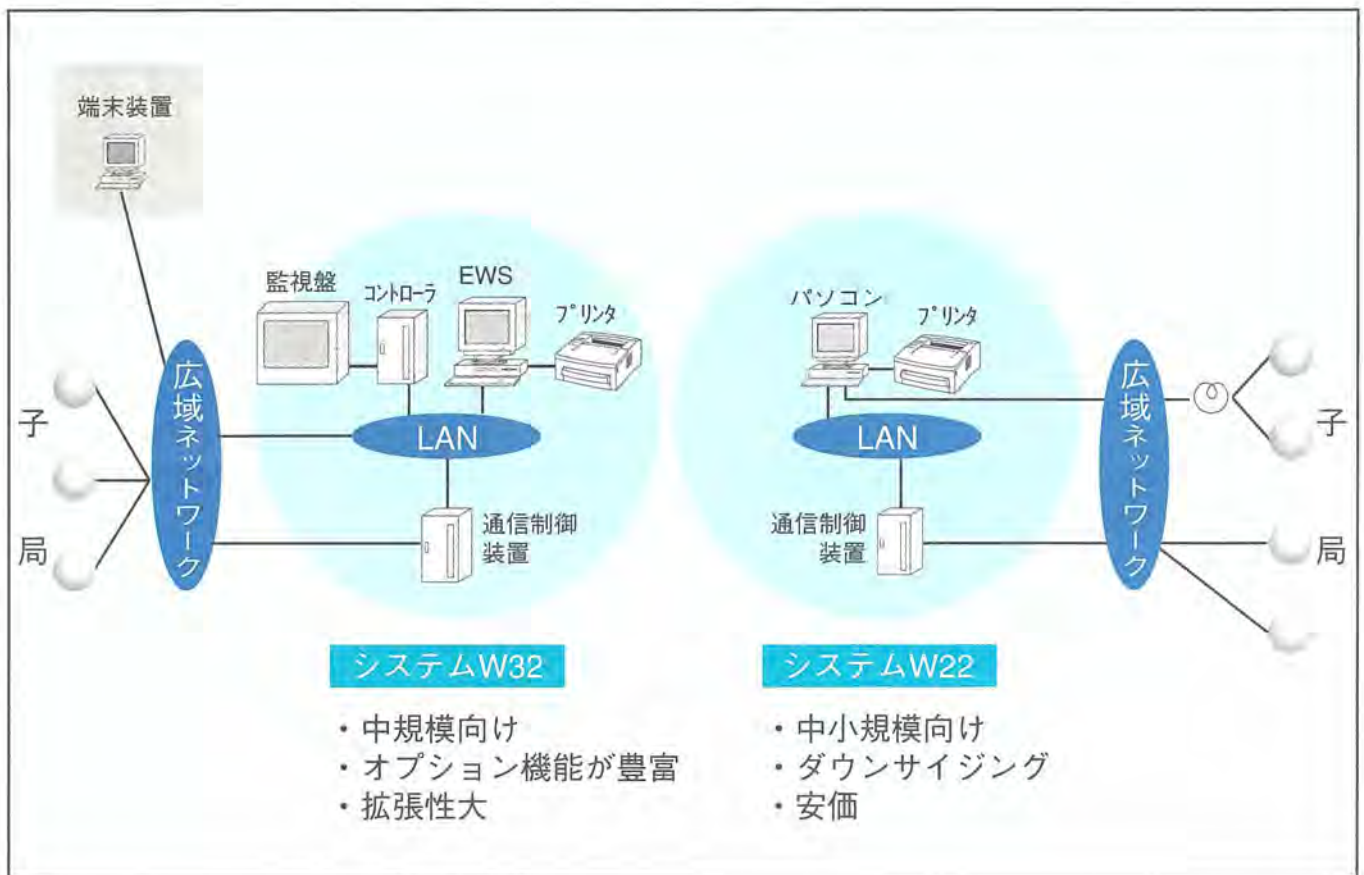 端末装置
監視盤
コントローラ
EWS
プリンタ
広域ネットワーク
子
局
LAN
通信制御
装置
パソコン
プリンタ
LAN
通信制御
装置
広域ネットワーク
子
局
システムW32
・中規模向け
・オプション機能が豊富
・拡張性大
システムW22
・中小規模向け
・ダウンサイジング
・安価